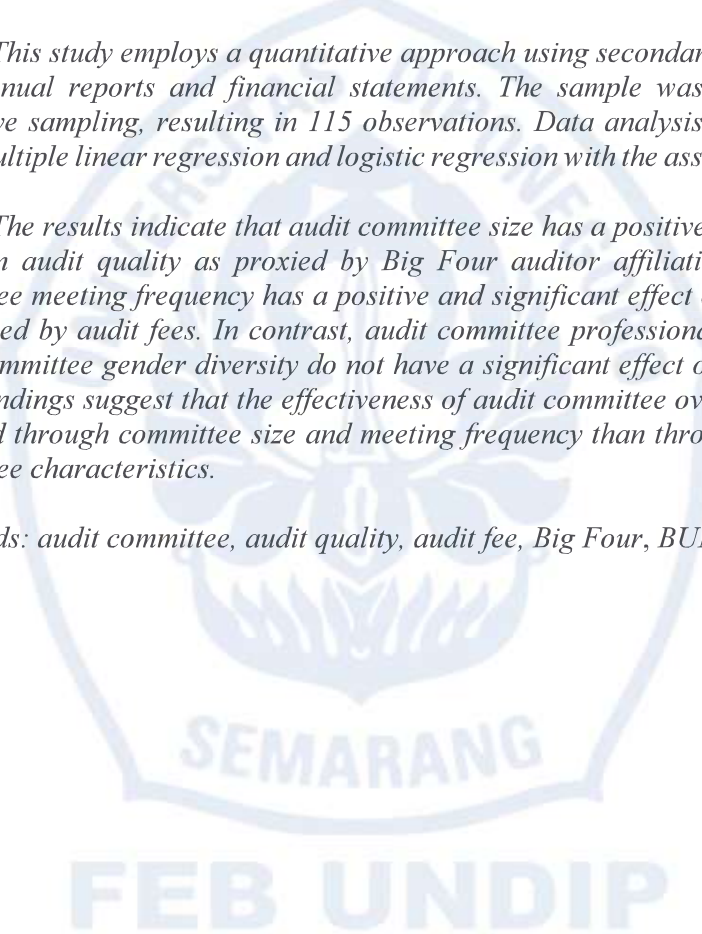 This study employs a quantitative approach using secondar
nual reports and financial statements. The sample was
ve sampling, resulting in 115 observations. Data analysis
ultiple linear regression and logistic regression with the ass
The results indicate that audit committee size has a positive
n audit quality as proxied by Big Four auditor affiliati
ee meeting frequency has a positive and significant effect
ed by audit fees. In contrast, audit committee professiona
mmittee gender diversity do not have a significant effect o
ndings suggest that the effectiveness of audit committee ov
d through committee size and meeting frequency than thro
ee characteristics.
ds: audit committee, audit quality, audit fee, Big Four, BU
SEMARANG
FEB UNDIP